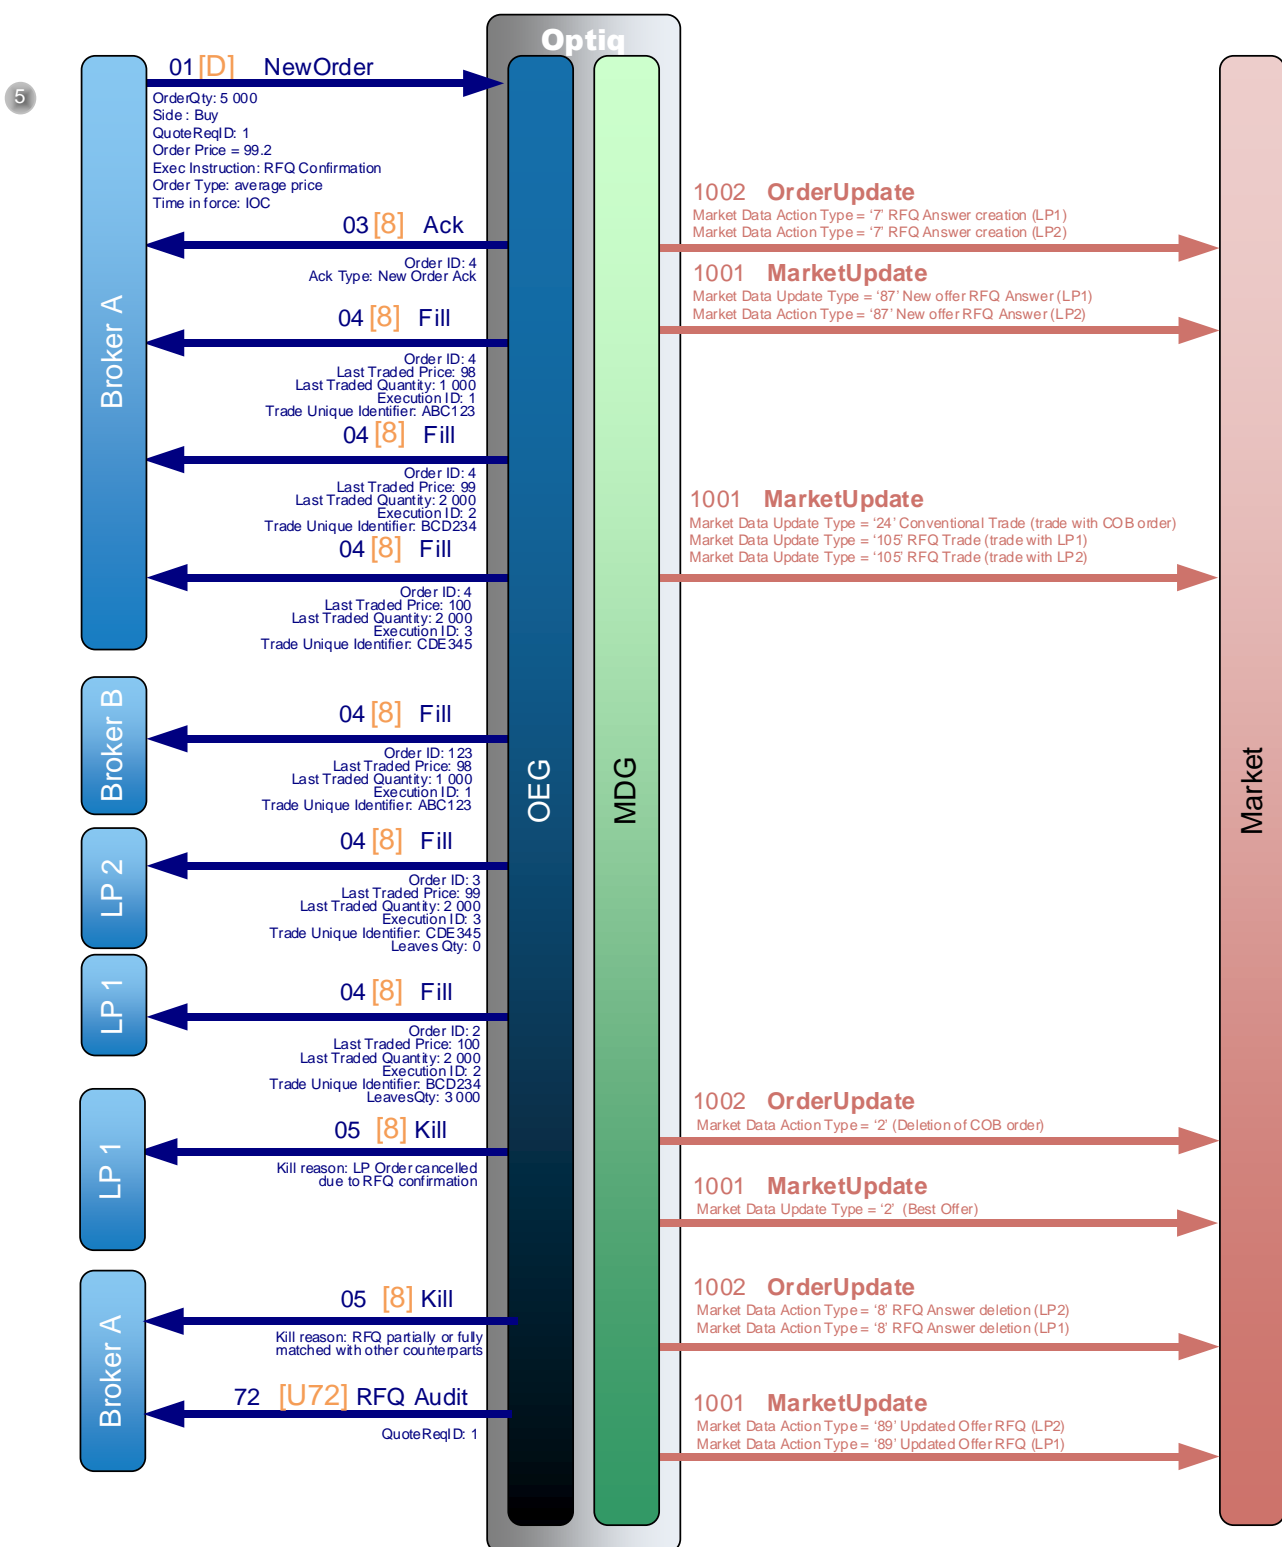 Optiq
5
01 [D] NewOrder
OrderQty: 5 000
Side : Buy
QuoteReqID: 1
Order Price = 99.2
Exec Instruction: RFQ Confirmation
Order Type: average price
Time in force: IOC
03 [8] Ack
Order ID: 4
Ack Type: New Order Ack
04 [8] Fill
Order ID: 4
Last Traded Price: 98
Last Traded Quantity: 1 000
Execution ID: 1
Trade Unique Identifier: ABC123
04 [8] Fill
Order ID: 4
Last Traded Price: 99
Last Traded Quantity: 2 000
Execution ID: 2
Trade Unique Identifier: BCD234
04 [8] Fill
Order ID: 4
Last Traded Price: 100
Last Traded Quantity: 2 000
Execution ID: 3
Trade Unique Identifier: CDE345
Broker A
04 [8] Fill
Order ID: 123
Last Traded Price: 98
Last Traded Quantity: 1 000
Execution ID: 1
Trade Unique Identifier: ABC123
Broker B
04 [8] Fill
Order ID: 3
Last Traded Price: 99
Last Traded Quantity: 2 000
Execution ID: 3
Trade Unique Identifier: CDE345
Leaves Qty: 0
LP 2
04 [8] Fill
Order ID: 2
Last Traded Price: 100
Last Traded Quantity: 2 000
Execution ID: 2
Trade Unique Identifier: BCD234
LeavesQty: 3 000
LP 1
05 [8] Kill
Kill reason: LP Order cancelled
due to RFQ confirmation
LP 1
05 [8] Kill
Kill reason: RFQ partially or fully
matched with other counterparts
72 [U72] RFQ Audit
QuoteReqID: 1
Broker A
OEG
MDG
1002 OrderUpdate
Market Data Action Type = ‘7’ RFQ Answer creation (LP1)
Market Data Action Type = ‘7’ RFQ Answer creation (LP2)
1001 MarketUpdate
Market Data Update Type = ‘87’ New offer RFQ Answer (LP1)
Market Data Action Type = ‘87’ New offer RFQ Answer (LP2)
1001 MarketUpdate
Market Data Update Type = ‘24’ Conventional Trade (trade with COB order)
Market Data Update Type = ‘105’ RFQ Trade (trade with LP1)
Market Data Update Type = ‘105’ RFQ Trade (trade with LP2)
1002 OrderUpdate
Market Data Action Type = ‘2’ (Deletion of COB order)
1001 MarketUpdate
Market Data Update Type = ‘2’ (Best Offer)
1002 OrderUpdate
Market Data Action Type = ‘8’ RFQ Answer deletion (LP2)
Market Data Action Type = ‘8’ RFQ Answer deletion (LP1)
1001 MarketUpdate
Market Data Action Type = ‘89’ Updated Offer RFQ (LP2)
Market Data Action Type = ‘89’ Updated Offer RFQ (LP1)
Market